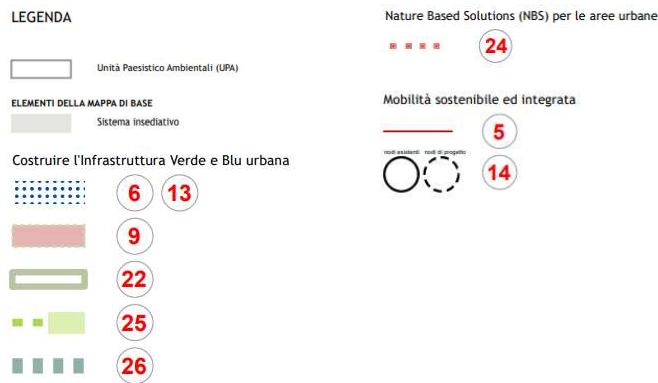 LEGENDA
Unità Paesistico Ambientali (UPA)
ELEMENTI DELLA MAPPA DI BASE
Sistema insediativo
Costruire l'Infrastruttura Verde e Blu urbana
6 13
9
22
25
26
Nature Based Solutions (NBS) per le aree urbane
24
Mobilità sostenibile ed integrata
5
nodi esistenti nodi di progetto
14